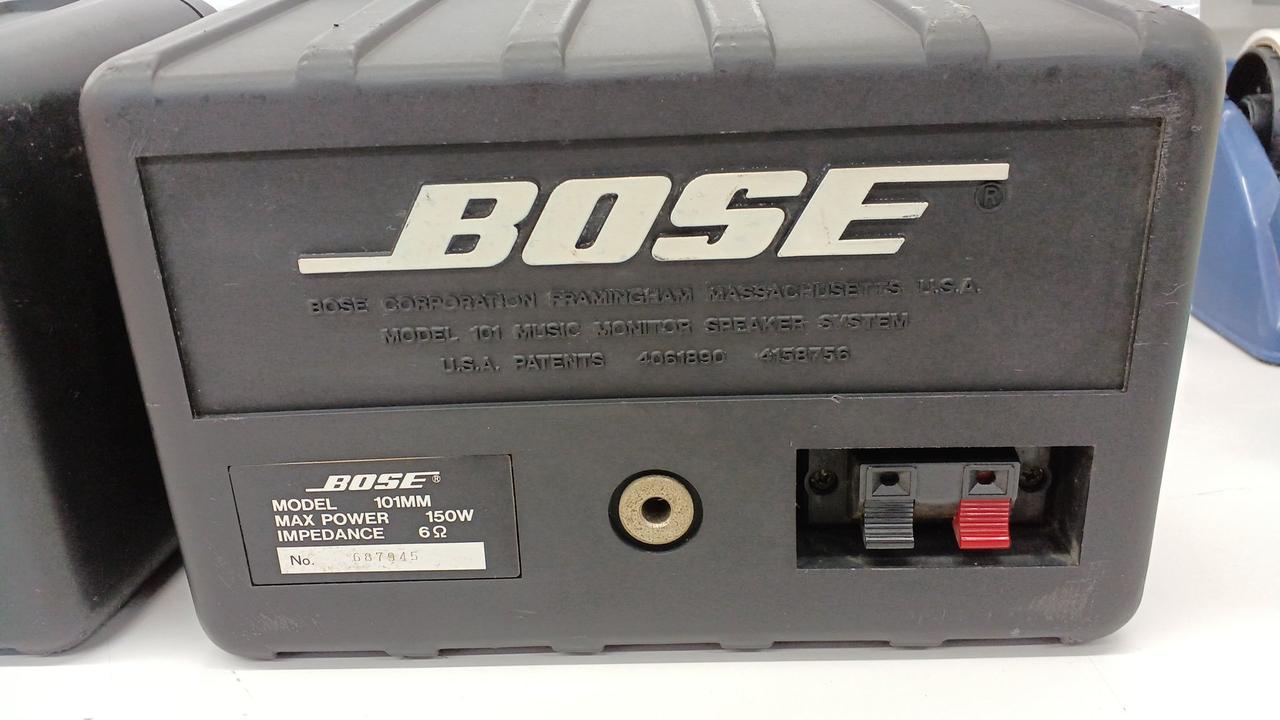 BOSE®
BOSE CORPORATION FRAMINGHAM MASSACHUSETTS U.S.A.
MODEL 101 MUSIC MONITOR SPEAKER SYSTEM
U.S.A. PATENTS 4061890 4158756
BOSE®
MODEL 101MM
MAX POWER 150W
IMPEDANCE 6Ω
No. 687945